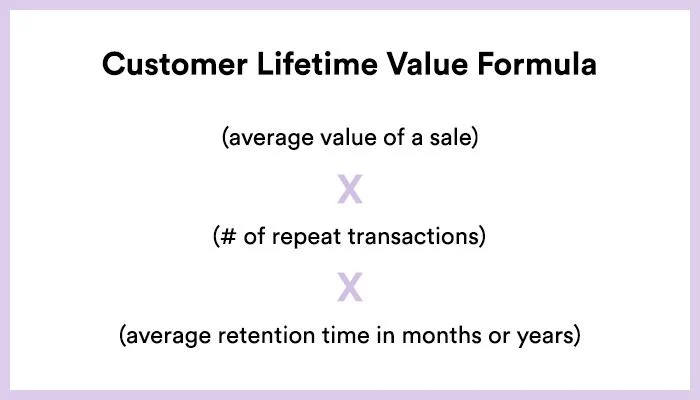 Customer Lifetime Value Formula
(average value of a sale)
X
(# of repeat transactions)
X
(average retention time in months or years)